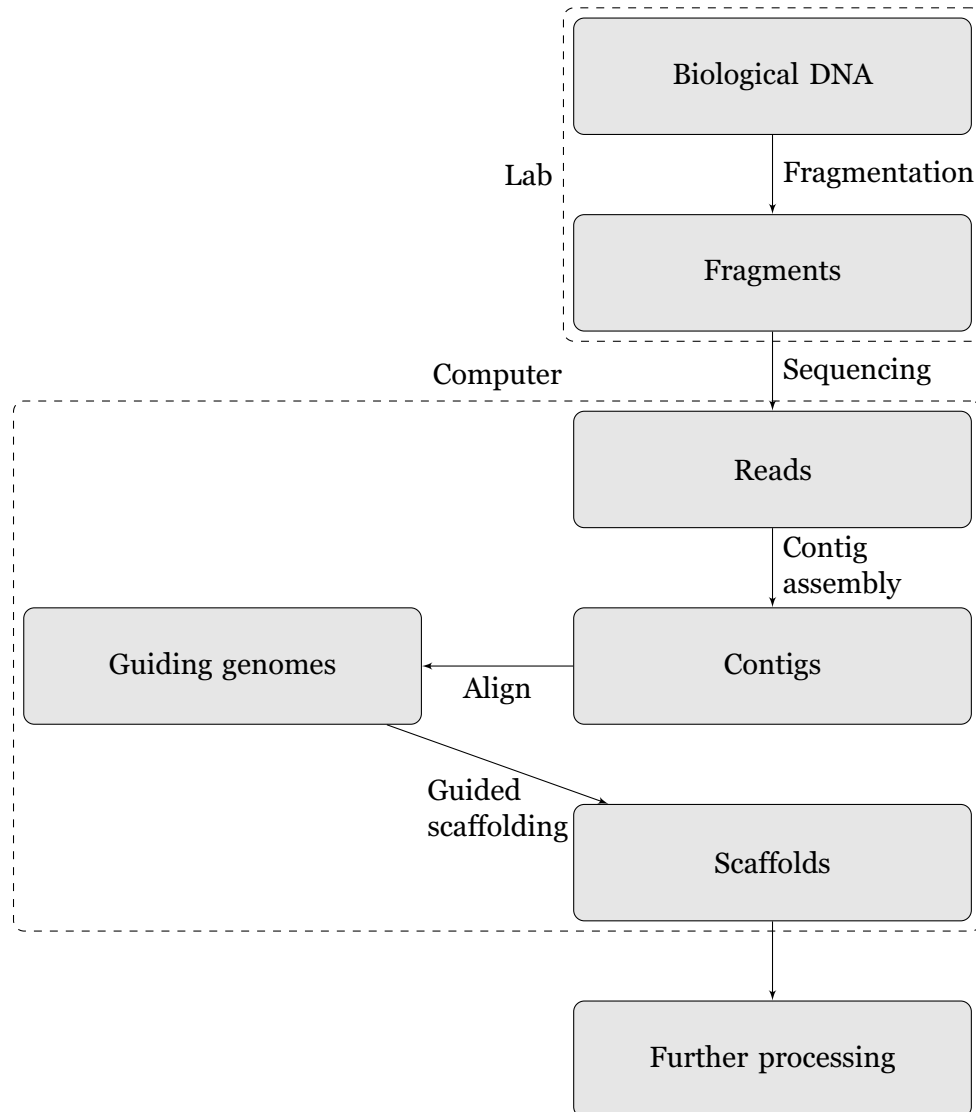 Biological DNA
Lab
Fragmentation
Fragments
Computer
Sequencing
Reads
Contig
assembly
Guiding genomes
Align
Contigs
Guided
scaffolding
Scaffolds
Further processing